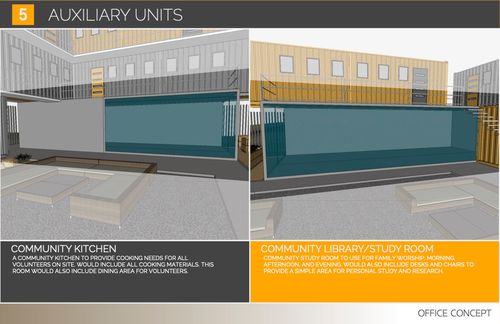 5 AUXILIARY UNITS
COMMUNITY KITCHEN
A COMMUNITY KITCHEN TO PROVIDE COOKING NEEDS FOR ALL
VOLUNTEERS ON SITE. WOULD INCLUDE ALL COOKING MATERIALS. THIS
ROOM WOULD ALSO INCLUDE DINING AREA FOR VOLUNTEERS.
COMMUNITY LIBRARY/STUDY ROOM
COMMUNITY STUDY ROOM TO USE FOR FAMILY WORSHIP; MORNING,
AFTERNOON, AND EVENING. WOULD ALSO INCLUDE DESKS AND CHAIRS TO
PROVIDE A SIMPLE AREA FOR PERSONAL STUDY AND RESEARCH.
OFFICE CONCEPT